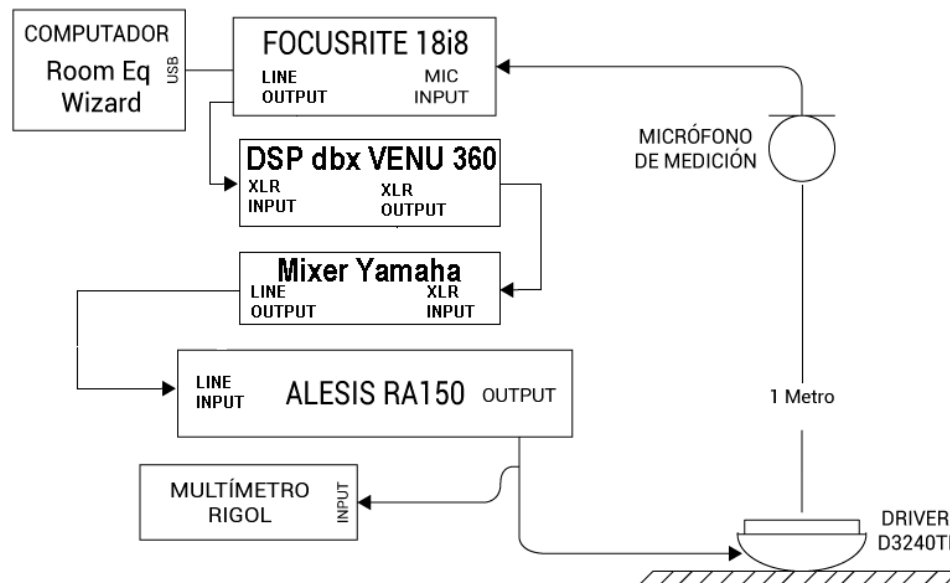 COMPUTADOR
Room Eq
Wizard
USB
FOCUSRITE 18i8
LINE
OUTPUT
MIC
INPUT
MICRÓFONO
DE MEDICIÓN
DSP dbx VENU 360
XLR
INPUT
XLR
OUTPUT
Mixer Yamaha
LINE
OUTPUT
XLR
INPUT
LINE
INPUT
ALESIS RA150
OUTPUT
1 Metro
MULTÍMETRO
RIGOL
INPUT
DRIVER